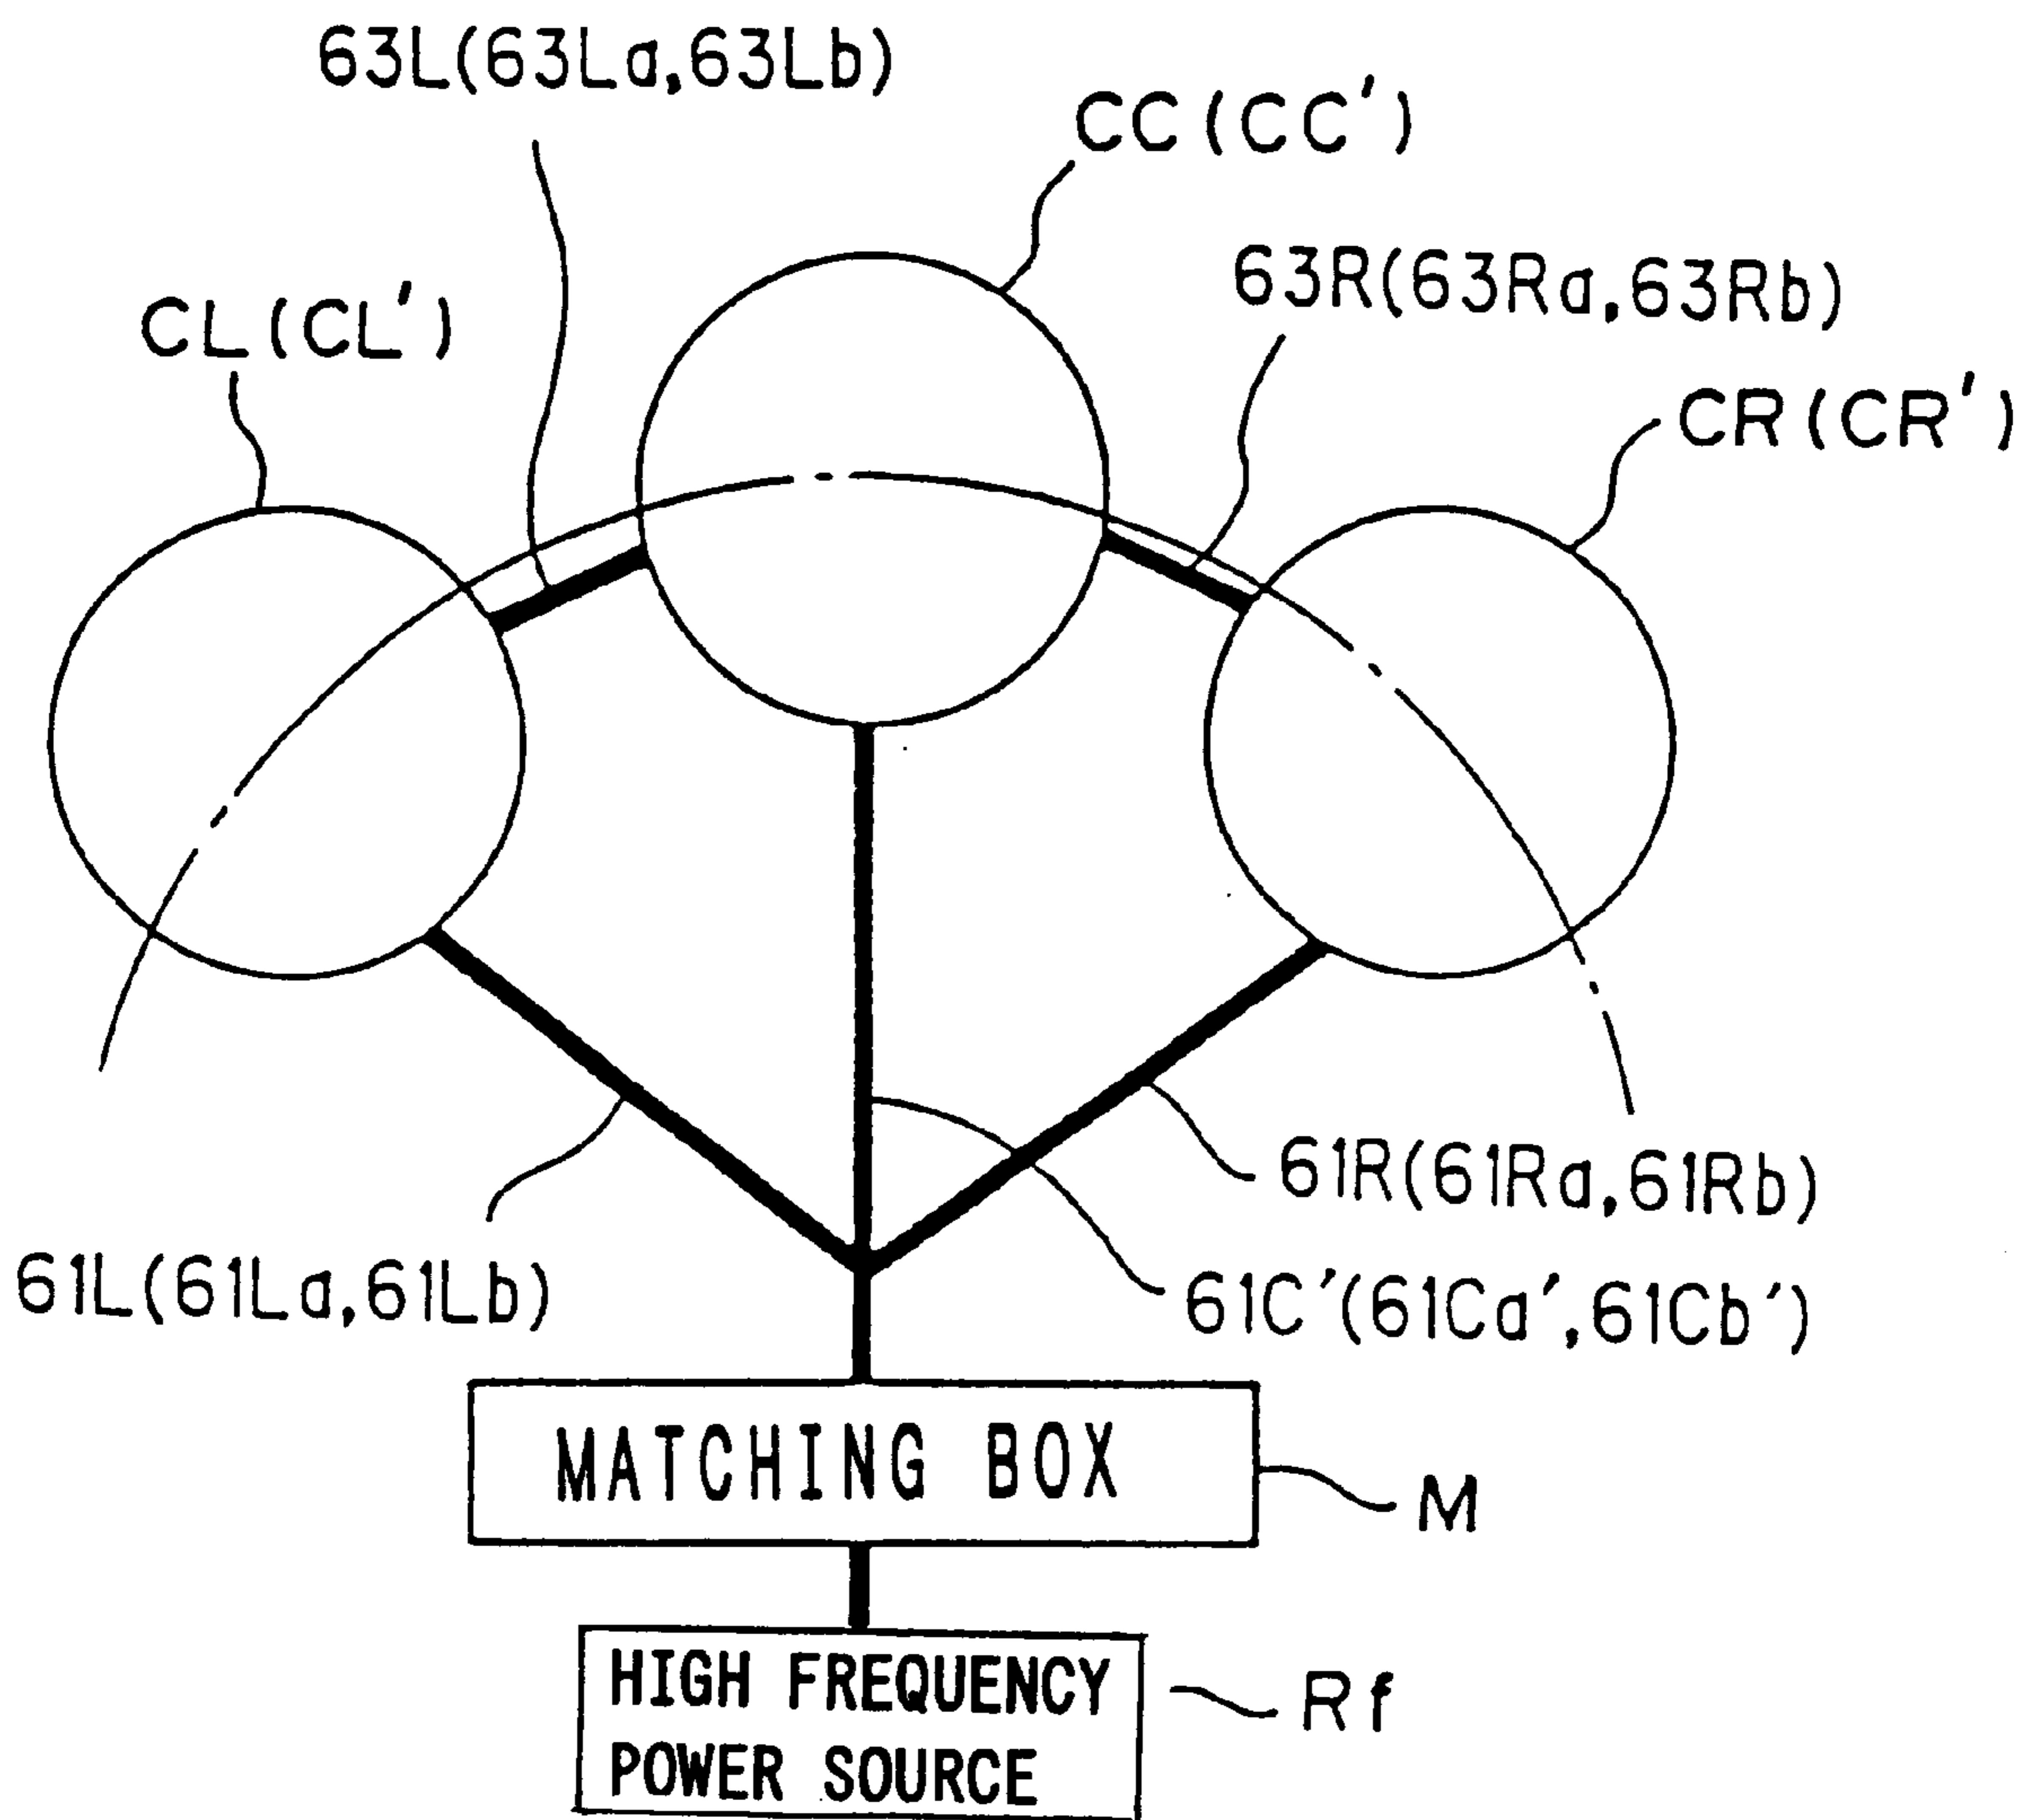 63L(63La,63Lb)
CC(CC')
63R(63Ra,63Rb)
CL(CL')
CR(CR')
61R(61Ra,61Rb)
61L(61La,61Lb)
61C'(61Ca',61Cb')
MATCHING BOX
M
HIGH FREQUENCY
POWER SOURCE
Rf